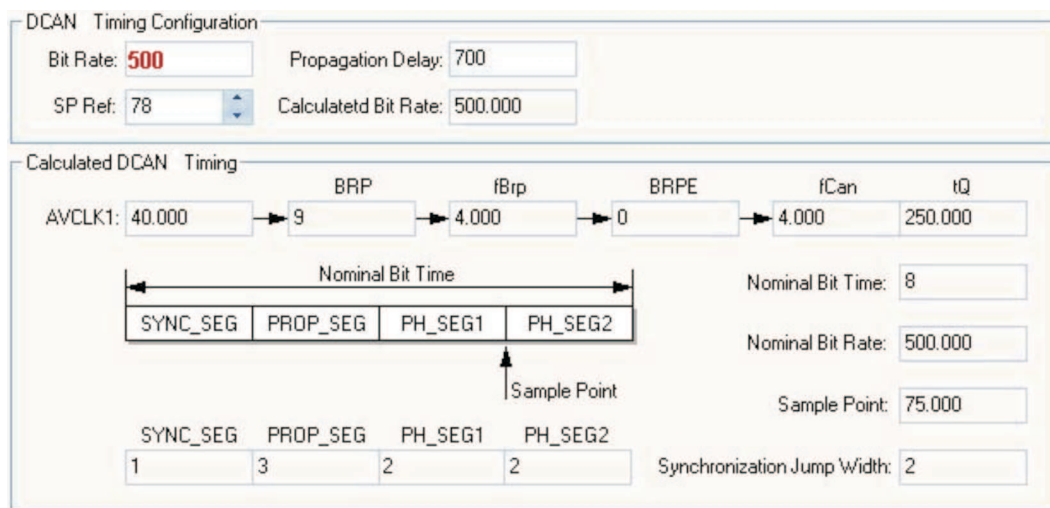 DCAN Timing Configuration
Bit Rate: 500 Propagation Delay: 700
SP Ref: 78 Calculatetd Bit Rate: 500.000
Calculated DCAN Timing
BRP fBrp BRPE fCan tQ
AVCLK1: 40.000 9 4.000 0 4.000 250.000
Nominal Bit Time
Nominal Bit Time: 8
SYNC_SEG PROP_SEG PH_SEG1 PH_SEG2
Nominal Bit Rate: 500.000
Sample Point
Sample Point: 75.000
SYNC_SEG PROP_SEG PH_SEG1 PH_SEG2
1 3 2 2 Synchronization Jump Width: 2